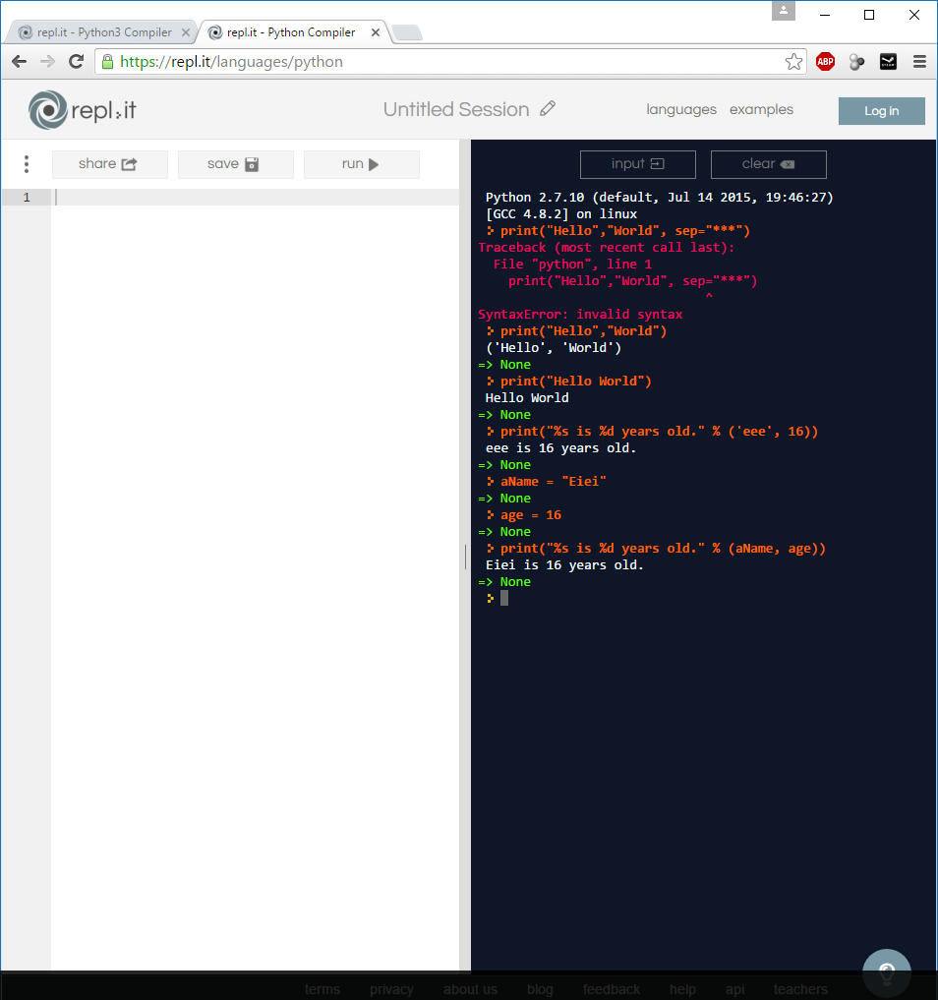 repl.it - Python3 Compiler
repl.it - Python Compiler
https://repl.it/languages/python
ABP
STEAM
repl.it
Untitled Session
languages examples
Log in
share save run
input clear
1
Python 2.7.10 (default, Jul 14 2015, 19:46:27)
[GCC 4.8.2] on linux
print("Hello","World", sep="***")
Traceback (most recent call last):
File "python", line 1
print("Hello","World", sep="***")
^
SyntaxError: invalid syntax
print("Hello","World")
('Hello', 'World')
=> None
print("Hello World")
Hello World
=> None
print("%s is %d years old." % ('eee', 16))
eee is 16 years old.
=> None
aName = "Eiei"
=> None
age = 16
=> None
print("%s is %d years old." % (aName, age))
Eiei is 16 years old.
=> None
terms privacy about us blog feedback help api teachers